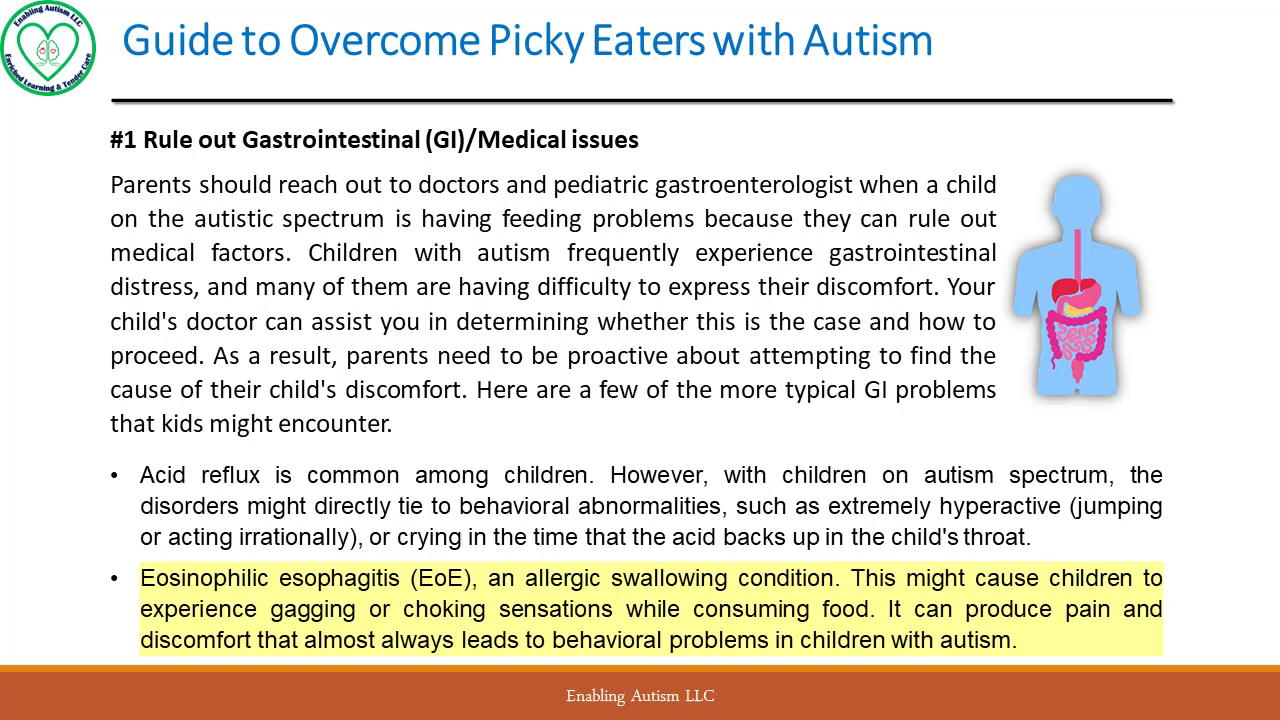 Enabling Autism LLC
Enriched Learning & Tender Care
Guide to Overcome Picky Eaters with Autism
#1 Rule out Gastrointestinal (GI)/Medical issues
Parents should reach out to doctors and pediatric gastroenterologist when a child
on the autistic spectrum is having feeding problems because they can rule out
medical factors. Children with autism frequently experience gastrointestinal
distress, and many of them are having difficulty to express their discomfort. Your
child's doctor can assist you in determining whether this is the case and how to
proceed. As a result, parents need to be proactive about attempting to find the
cause of their child's discomfort. Here are a few of the more typical GI problems
that kids might encounter.
• Acid reflux is common among children. However, with children on autism spectrum, the
disorders might directly tie to behavioral abnormalities, such as extremely hyperactive (jumping
or acting irrationally), or crying in the time that the acid backs up in the child's throat.
• Eosinophilic esophagitis (EoE), an allergic swallowing condition. This might cause children to
experience gagging or choking sensations while consuming food. It can produce pain and
discomfort that almost always leads to behavioral problems in children with autism.
Enabling Autism LLC